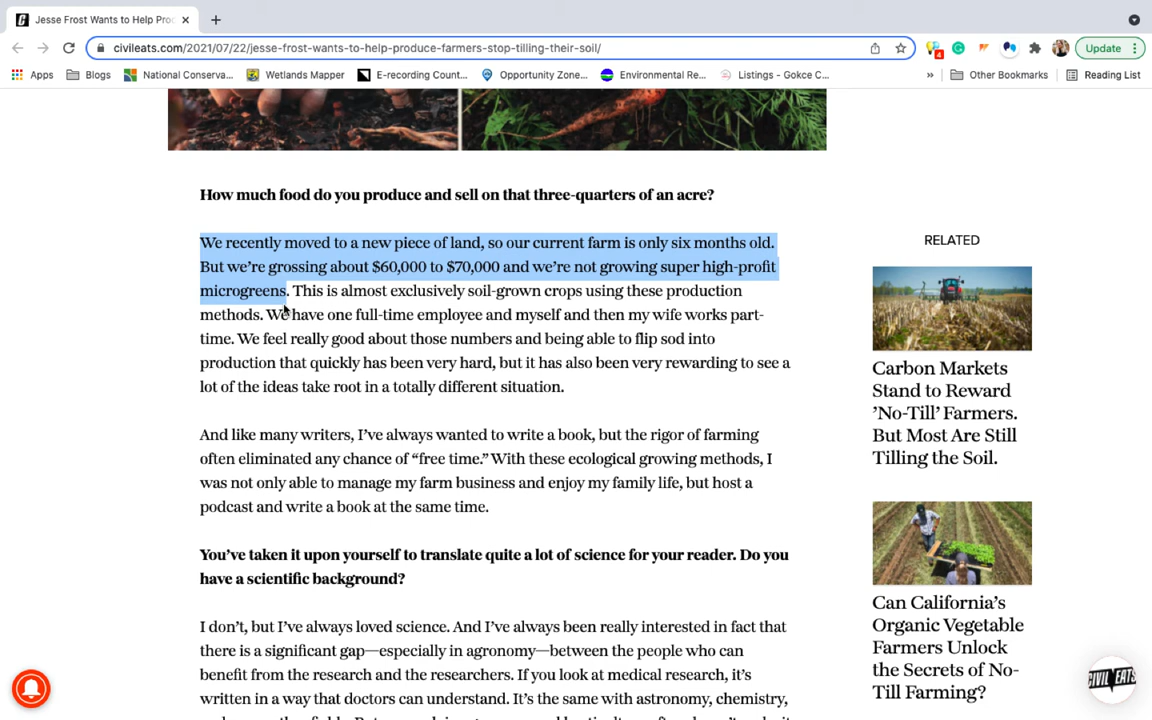 Jesse Frost Wants to Help Pro
civileats.com/2021/07/22/jesse-frost-wants-to-help-produce-farmers-stop-tilling-their-soil/
4
Update
Apps
Blogs
National Conserva...
Wetlands Mapper
E-recording Count...
Opportunity Zone...
Environmental Re...
Listings - Gokce C...
»
Other Bookmarks
Reading List
How much food do you produce and sell on that three-quarters of an acre?
We recently moved to a new piece of land, so our current farm is only six months old.
But we’re grossing about $60,000 to $70,000 and we’re not growing super high-profit
microgreens. This is almost exclusively soil-grown crops using these production
methods. We have one full-time employee and myself and then my wife works part-
time. We feel really good about those numbers and being able to flip sod into
production that quickly has been very hard, but it has also been very rewarding to see a
lot of the ideas take root in a totally different situation.
And like many writers, I’ve always wanted to write a book, but the rigor of farming
often eliminated any chance of “free time.” With these ecological growing methods, I
was not only able to manage my farm business and enjoy my family life, but host a
podcast and write a book at the same time.
You’ve taken it upon yourself to translate quite a lot of science for your reader. Do you
have a scientific background?
I don’t, but I’ve always loved science. And I’ve always been really interested in fact that
there is a significant gap—especially in agronomy—between the people who can
benefit from the research and the researchers. If you look at medical research, it’s
written in a way that doctors can understand. It’s the same with astronomy, chemistry,
RELATED
Carbon Markets
Stand to Reward
’No-Till’ Farmers.
But Most Are Still
Tilling the Soil.
Can California’s
Organic Vegetable
Farmers Unlock
the Secrets of No-
Till Farming?
CIVIL EATS